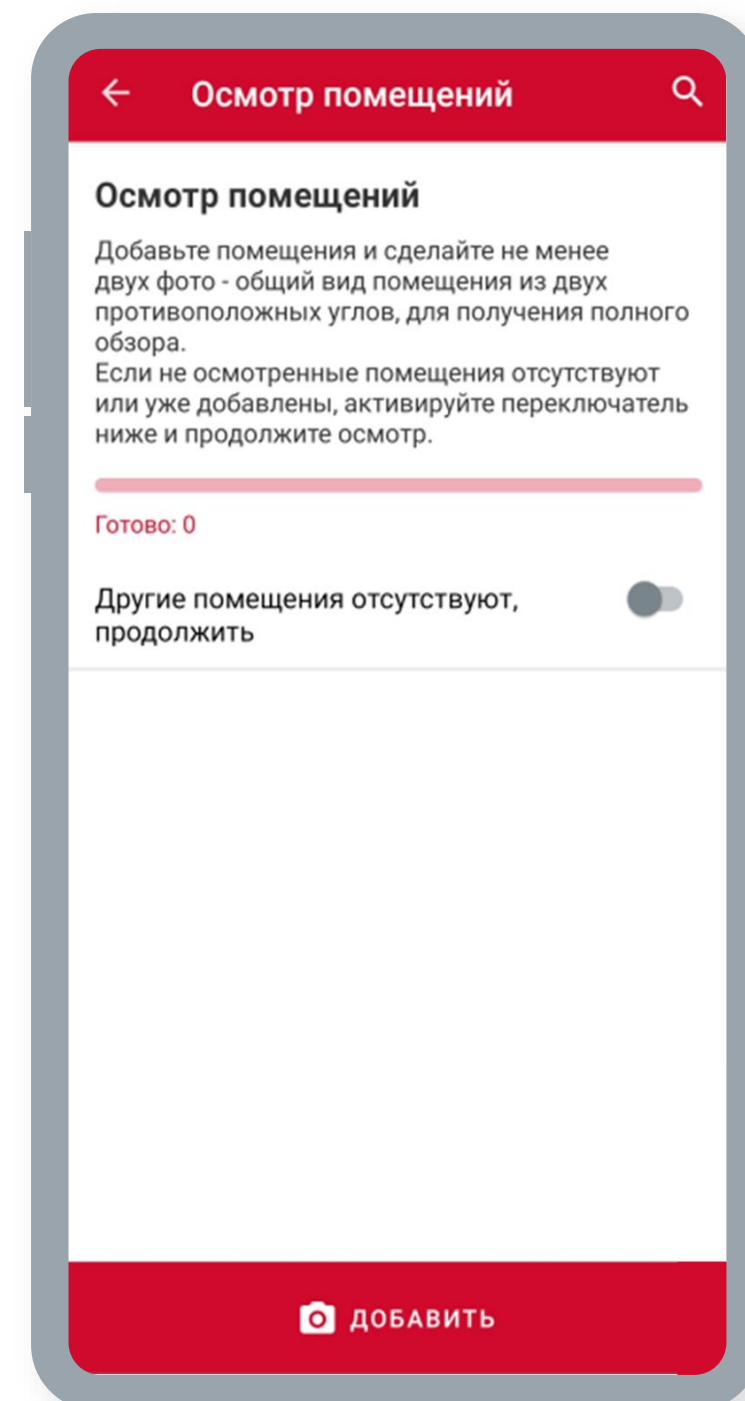 Осмотр помещений
Осмотр помещений
Добавьте помещения и сделайте не менее
двух фото - общий вид помещения из двух
противоположных углов, для получения полного
обзора.
Если не осмотренные помещения отсутствуют
или уже добавлены, активируйте переключатель
ниже и продолжите осмотр.
Готово: 0
Другие помещения отсутствуют,
продолжить
ДОБАВИТЬ